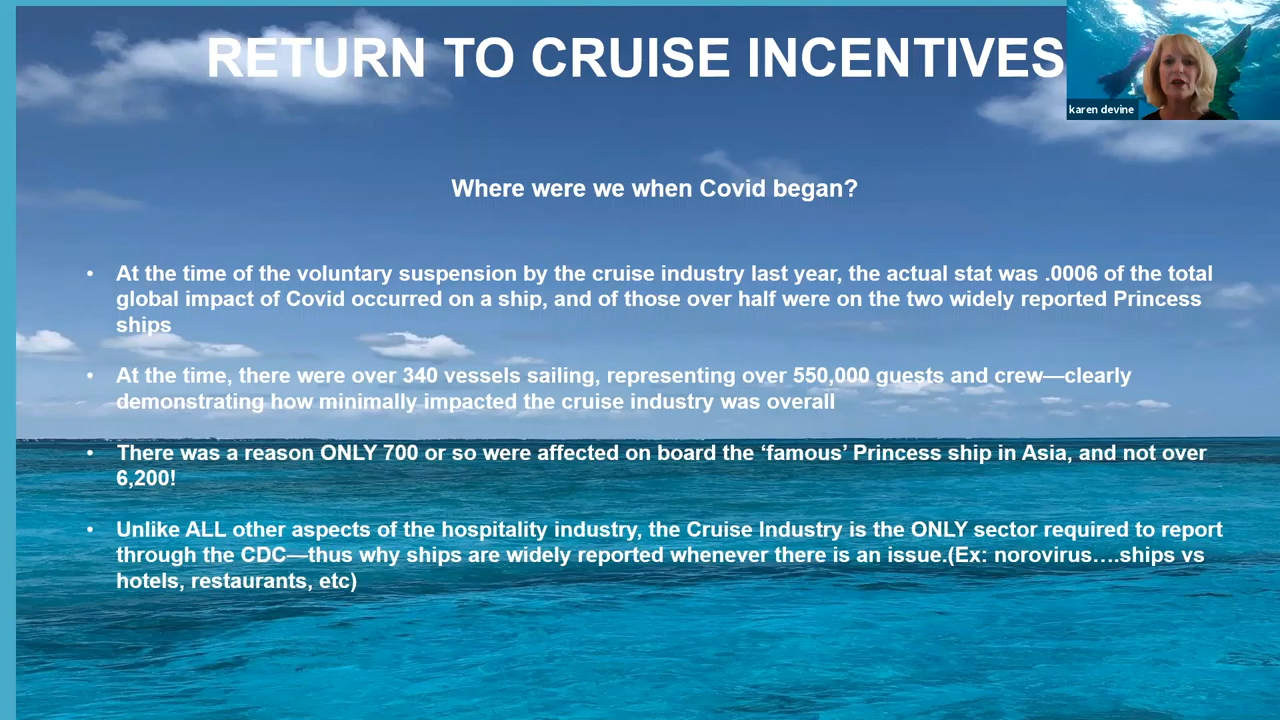 RETURN TO CRUISE INCENTIVES
karen devine
Where were we when Covid began?
• At the time of the voluntary suspension by the cruise industry last year, the actual stat was .0006 of the total
global impact of Covid occurred on a ship, and of those over half were on the two widely reported Princess
ships
• At the time, there were over 340 vessels sailing, representing over 550,000 guests and crew—clearly
demonstrating how minimally impacted the cruise industry was overall
• There was a reason ONLY 700 or so were affected on board the ‘famous’ Princess ship in Asia, and not over
6,200!
• Unlike ALL other aspects of the hospitality industry, the Cruise Industry is the ONLY sector required to report
through the CDC—thus why ships are widely reported whenever there is an issue.(Ex: norovirus….ships vs
hotels, restaurants, etc)